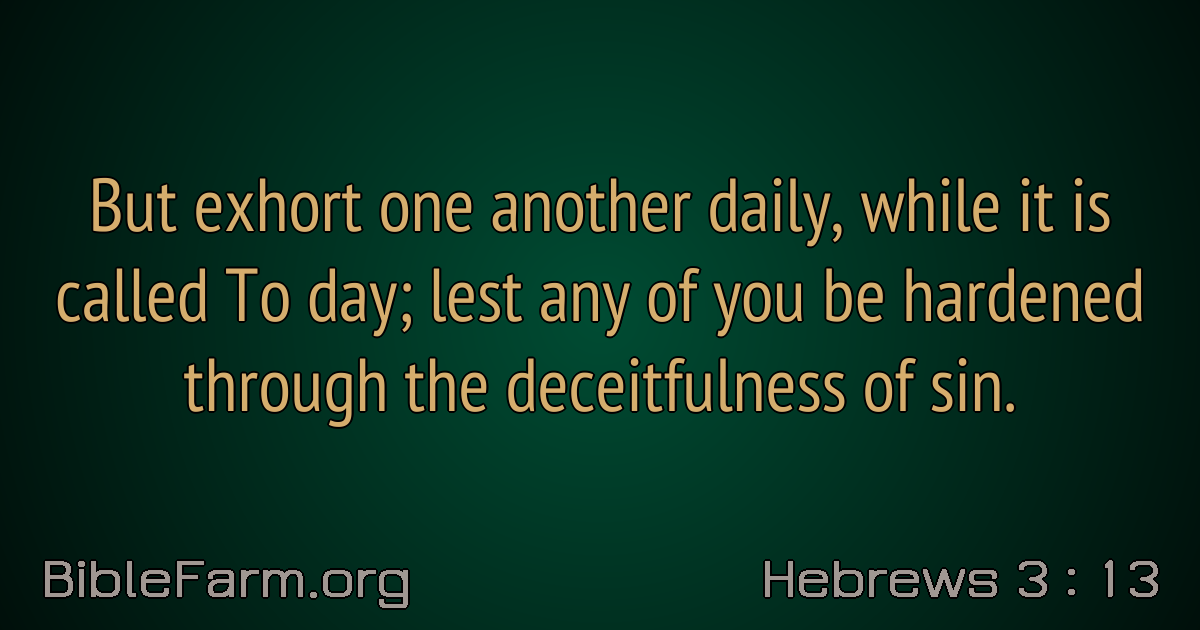 But exhort one another daily, while it is
called To day; lest any of you be hardened
through the deceitfulness of sin.
BibleFarm.org
Hebrews 3 : 13